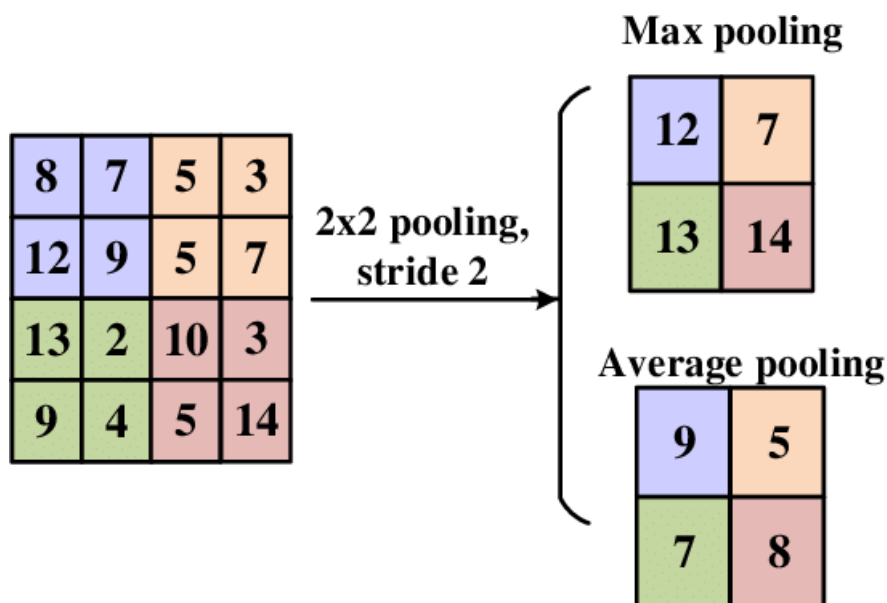 8 7 5 3
12 9 5 7
13 2 10 3
9 4 5 14
2x2 pooling,
stride 2
Max pooling
12 7
13 14
Average pooling
9 5
7 8